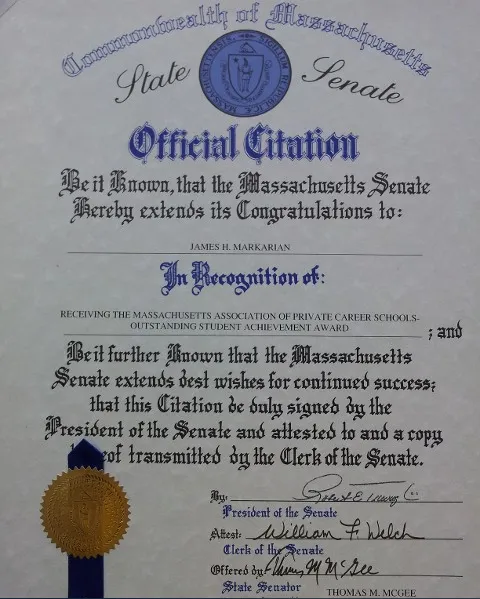 Commonwealth of Massachusetts
State Senate
Official Citation
Be it Known, that the Massachusetts Senate
Hereby extends its Congratulations to:
JAMES H. MARKARIAN
In Recognition of:
RECEIVING THE MASSACHUSETTS ASSOCIATION OF PRIVATE CAREER SCHOOLS-
OUTSTANDING STUDENT ACHIEVEMENT AWARD ; and
Be it further Known that the Massachusetts
Senate extends best wishes for continued success;
that this Citation be duly signed by the
President of the Senate and attested to and a copy
of transmitted by the Clerk of the Senate.
By:
President of the Senate
Attest: William F. Welch
Clerk of the Senate
Offered by: Thomas M McGee
State Senator THOMAS M. MCGEE